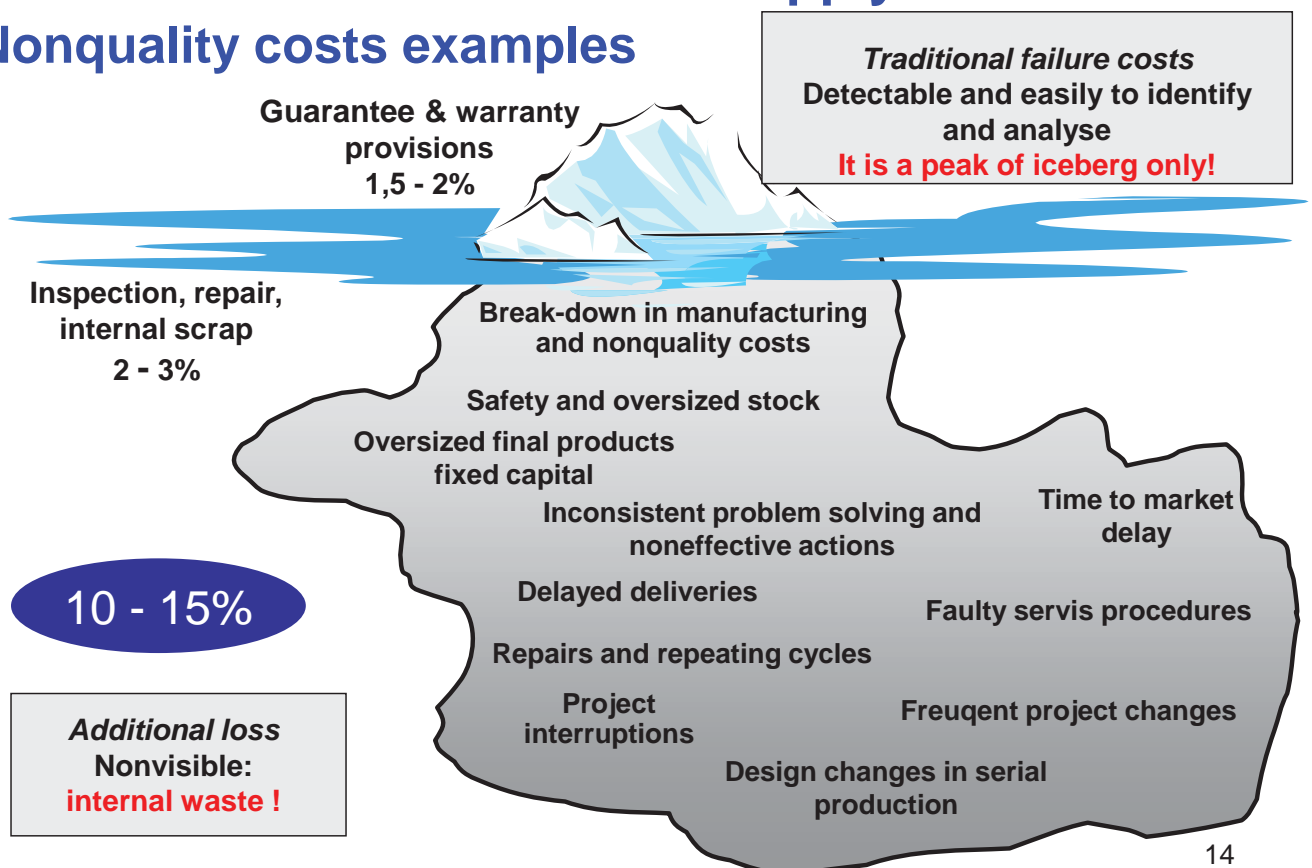 Nonquality costs examples
Traditional failure costs
Detectable and easily to identify
and analyse
It is a peak of iceberg only!
Guarantee & warranty
provisions
1,5 - 2%
Inspection, repair,
internal scrap
2 - 3%
Break-down in manufacturing
and nonquality costs
Safety and oversized stock
Oversized final products
fixed capital
Inconsistent problem solving and
noneffective actions
Time to market
delay
Delayed deliveries
Faulty servis procedures
10 - 15%
Repairs and repeating cycles
Project
interruptions
Freuqent project changes
Additional loss
Nonvisible:
internal waste !
Design changes in serial
production
14